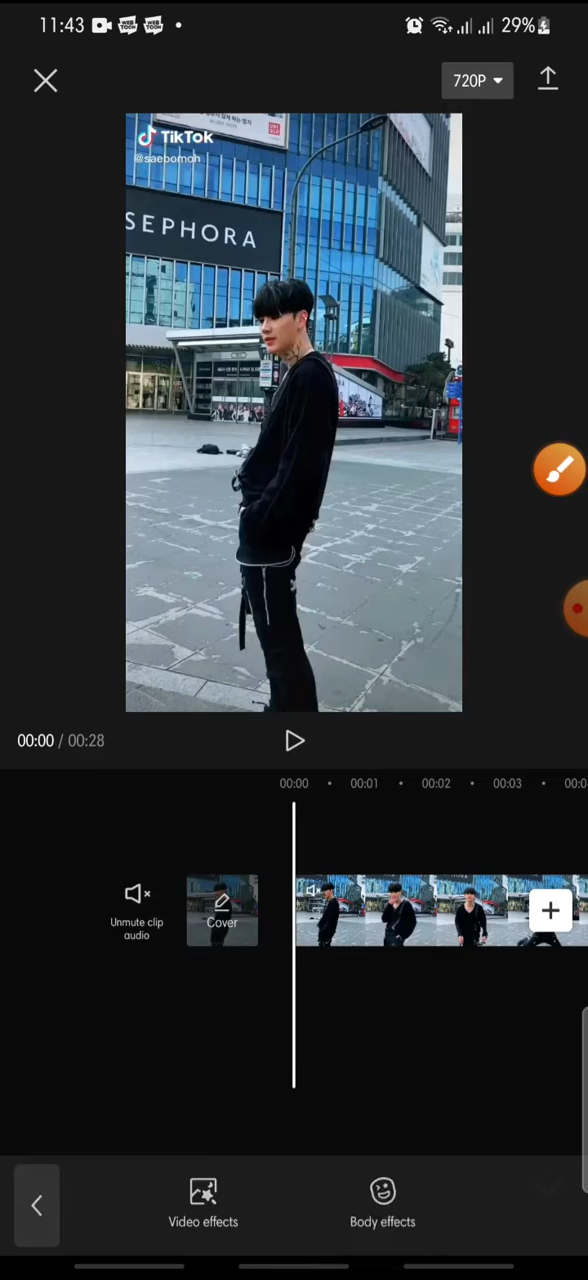 11:43
29%
720P
TikTok
@saebomoh
SEPHORA
00:00 / 00:28
00:00
00:01
00:02
00:03
Unmute clip
audio
Cover
Video effects
Body effects